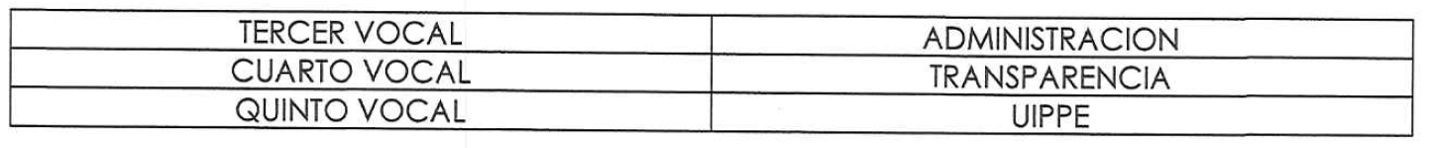 TERCER VOCAL ADMINISTRACION
CUARTO VOCAL TRANSPARENCIA
QUINTO VOCAL UIPPE